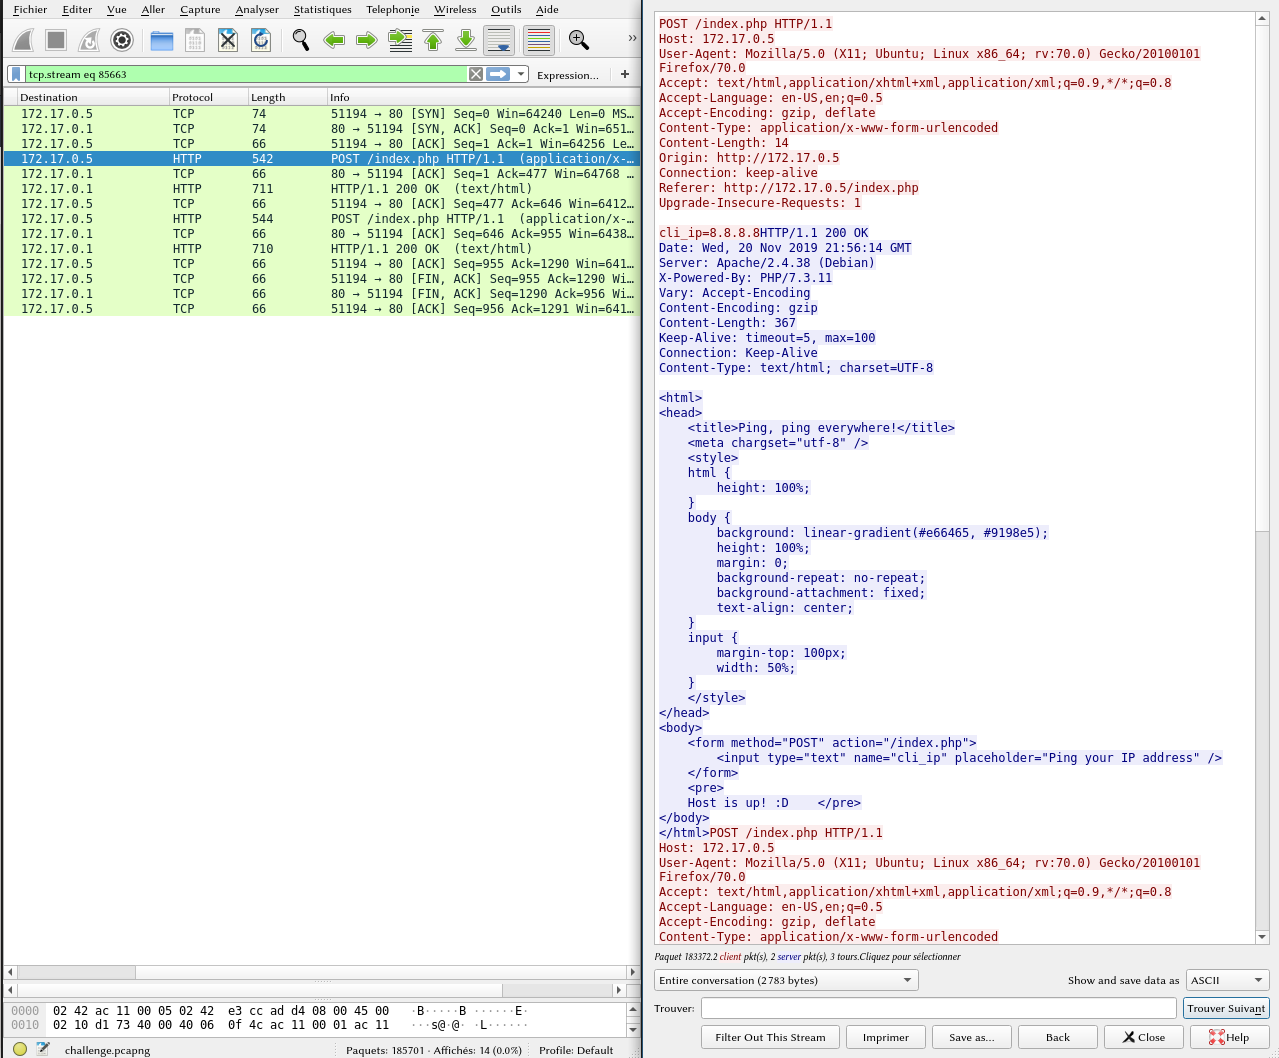 Fichier Editer Vue Aller Capture Analyser Statistiques Telephonie Wireless Outils Aide
tcp.stream eq 85663
Expression...
+
Destination Protocol Length Info
172.17.0.5 TCP 74 51194 → 80 [SYN] Seq=0 Win=64240 Len=0 MS…
172.17.0.1 TCP 74 80 → 51194 [SYN, ACK] Seq=0 Ack=1 Win=651…
172.17.0.5 TCP 66 51194 → 80 [ACK] Seq=1 Ack=1 Win=64256 Le…
172.17.0.5 HTTP 542 POST /index.php HTTP/1.1 (application/x-…
172.17.0.1 TCP 66 80 → 51194 [ACK] Seq=1 Ack=477 Win=64768 …
172.17.0.1 HTTP 711 HTTP/1.1 200 OK (text/html)
172.17.0.5 TCP 66 51194 → 80 [ACK] Seq=477 Ack=646 Win=6412…
172.17.0.5 HTTP 544 POST /index.php HTTP/1.1 (application/x-…
172.17.0.1 TCP 66 80 → 51194 [ACK] Seq=646 Ack=955 Win=6438…
172.17.0.1 HTTP 710 HTTP/1.1 200 OK (text/html)
172.17.0.5 TCP 66 51194 → 80 [ACK] Seq=955 Ack=1290 Win=641…
172.17.0.5 TCP 66 51194 → 80 [FIN, ACK] Seq=955 Ack=1290 Wi…
172.17.0.1 TCP 66 80 → 51194 [FIN, ACK] Seq=1290 Ack=956 Wi…
172.17.0.5 TCP 66 51194 → 80 [ACK] Seq=956 Ack=1291 Win=641…
0000 02 42 ac 11 00 05 02 42 e3 cc ad d4 08 00 45 00 ·B·····B ······E·
0010 02 10 d1 73 40 00 40 06 0f 4c ac 11 00 01 ac 11 ···s@·@· ·L······
challenge.pcapng
Paquets: 185701 · Affichés: 14 (0.0%)
Profile: Default
POST /index.php HTTP/1.1
Host: 172.17.0.5
User-Agent: Mozilla/5.0 (X11; Ubuntu; Linux x86_64; rv:70.0) Gecko/20100101
Firefox/70.0
Accept: text/html,application/xhtml+xml,application/xml;q=0.9,*/*;q=0.8
Accept-Language: en-US,en;q=0.5
Accept-Encoding: gzip, deflate
Content-Type: application/x-www-form-urlencoded
Content-Length: 14
Origin: http://172.17.0.5
Connection: keep-alive
Referer: http://172.17.0.5/index.php
Upgrade-Insecure-Requests: 1
cli_ip=8.8.8.8HTTP/1.1 200 OK
Date: Wed, 20 Nov 2019 21:56:14 GMT
Server: Apache/2.4.38 (Debian)
X-Powered-By: PHP/7.3.11
Vary: Accept-Encoding
Content-Encoding: gzip
Content-Length: 367
Keep-Alive: timeout=5, max=100
Connection: Keep-Alive
Content-Type: text/html; charset=UTF-8
<html>
<head>
<title>Ping, ping everywhere!</title>
<meta chargset="utf-8" />
<style>
html {
height: 100%;
}
body {
background: linear-gradient(#e66465, #9198e5);
height: 100%;
margin: 0;
background-repeat: no-repeat;
background-attachment: fixed;
text-align: center;
}
input {
margin-top: 100px;
width: 50%;
}
</style>
</head>
<body>
<form method="POST" action="/index.php">
<input type="text" name="cli_ip" placeholder="Ping your IP address" />
</form>
<pre>
Host is up! :D </pre>
</body>
</html>POST /index.php HTTP/1.1
Host: 172.17.0.5
User-Agent: Mozilla/5.0 (X11; Ubuntu; Linux x86_64; rv:70.0) Gecko/20100101
Firefox/70.0
Accept: text/html,application/xhtml+xml,application/xml;q=0.9,*/*;q=0.8
Accept-Language: en-US,en;q=0.5
Accept-Encoding: gzip, deflate
Content-Type: application/x-www-form-urlencoded
Paquet 183372.2 client pkt(s), 2 server pkt(s), 3 tours.Cliquez pour sélectionner
Entire conversation (2783 bytes)
Show and save data as ASCII
Trouver:
Trouver Suivant
Filter Out This Stream Imprimer Save as... Back Close Help